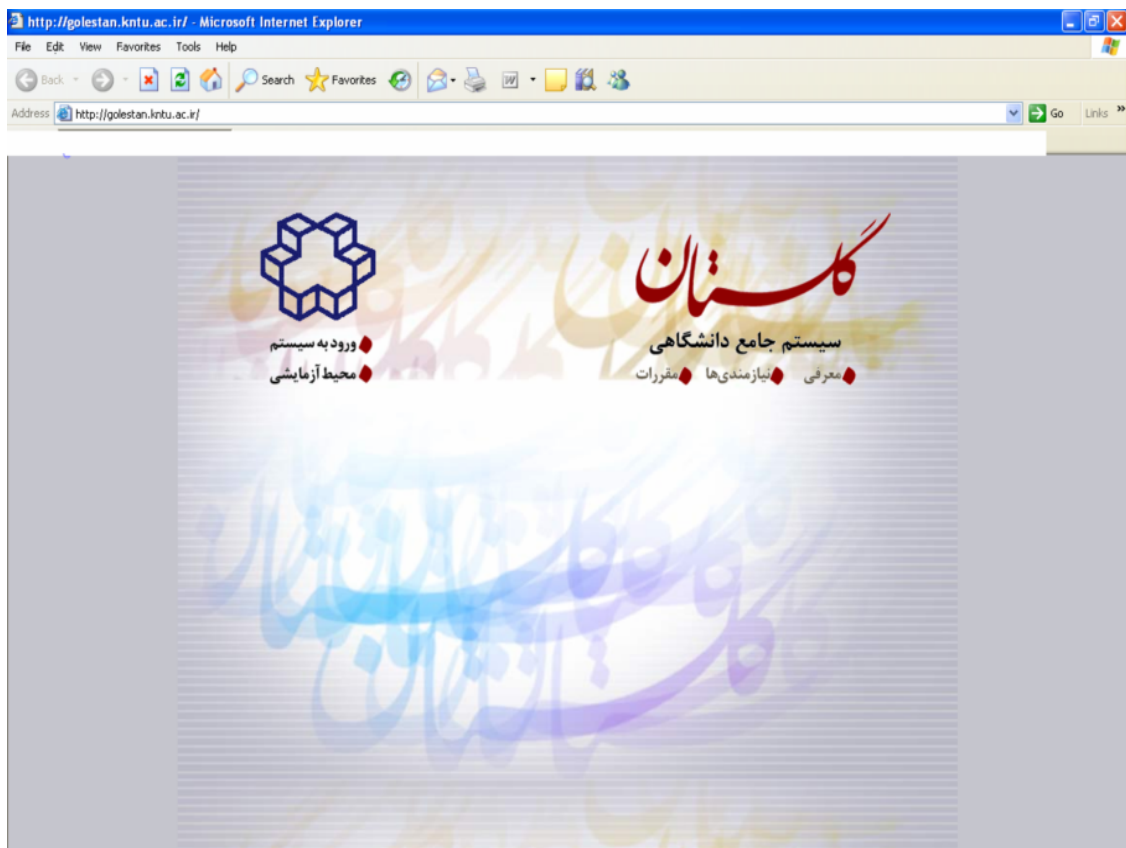 http://golestan.kntu.ac.ir/ - Microsoft Internet Explorer
File Edit View Favorites Tools Help
Back Search Favorites
Address http://golestan.kntu.ac.ir/ Go Links »
گلستان
سیستم جامع دانشگاهی
معرفی نیازمندی‌ها مقررات
ورود به سیستم
محیط آزمایشی